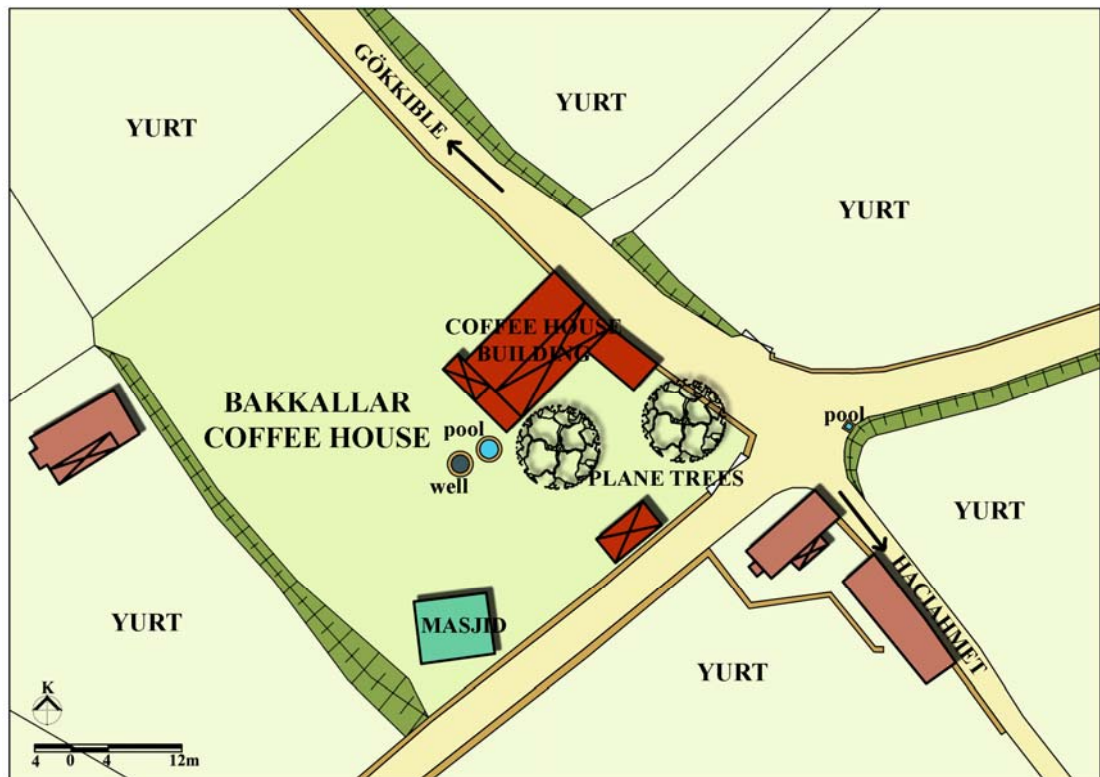 GÖKKIBLE
YURT
YURT
YURT
COFFEE HOUSE
BUILDING
BAKKALLAR
COFFEE HOUSE
pool
well
PLANE TREES
pool
YURT
HACIAHMET
MASJID
YURT
YURT
K
4 0 4 12m